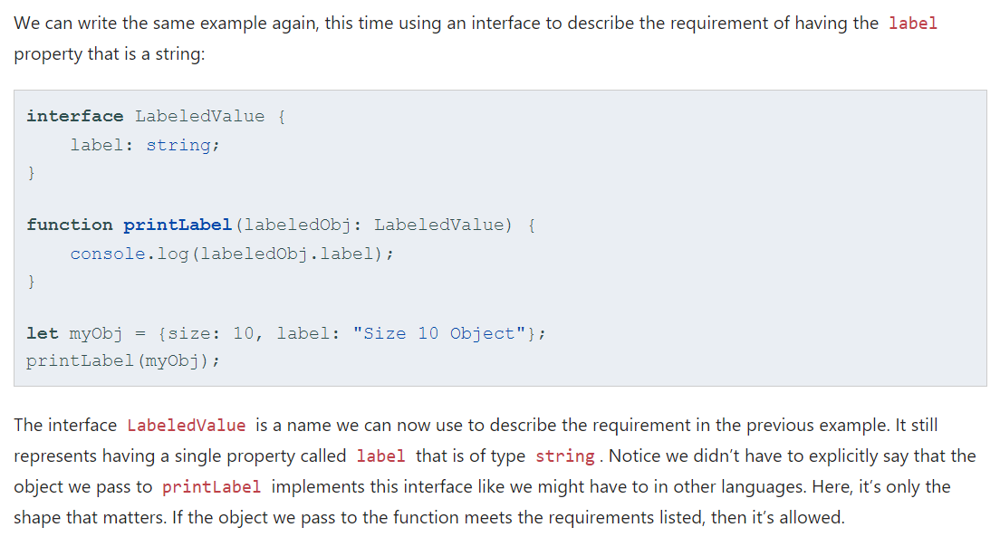 We can write the same example again, this time using an interface to describe the requirement of having the label
property that is a string:
interface LabeledValue {
    label: string;
}
function printLabel(labeledObj: LabeledValue) {
    console.log(labeledObj.label);
}
let myObj = {size: 10, label: "Size 10 Object"};
printLabel(myObj);
The interface LabeledValue is a name we can now use to describe the requirement in the previous example. It still
represents having a single property called label that is of type string. Notice we didn’t have to explicitly say that the
object we pass to printLabel implements this interface like we might have to in other languages. Here, it’s only the
shape that matters. If the object we pass to the function meets the requirements listed, then it’s allowed.